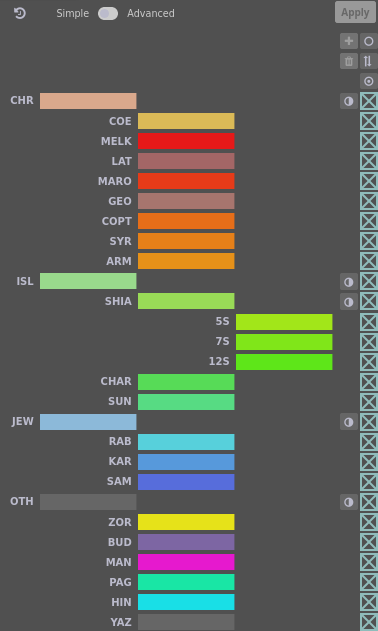 Simple Advanced Apply
CHR
COE
MELK
LAT
MARO
GEO
COPT
SYR
ARM
ISL
SHIA
5S
7S
12S
CHAR
SUN
JEW
RAB
KAR
SAM
OTH
ZOR
BUD
MAN
PAG
HIN
YAZ